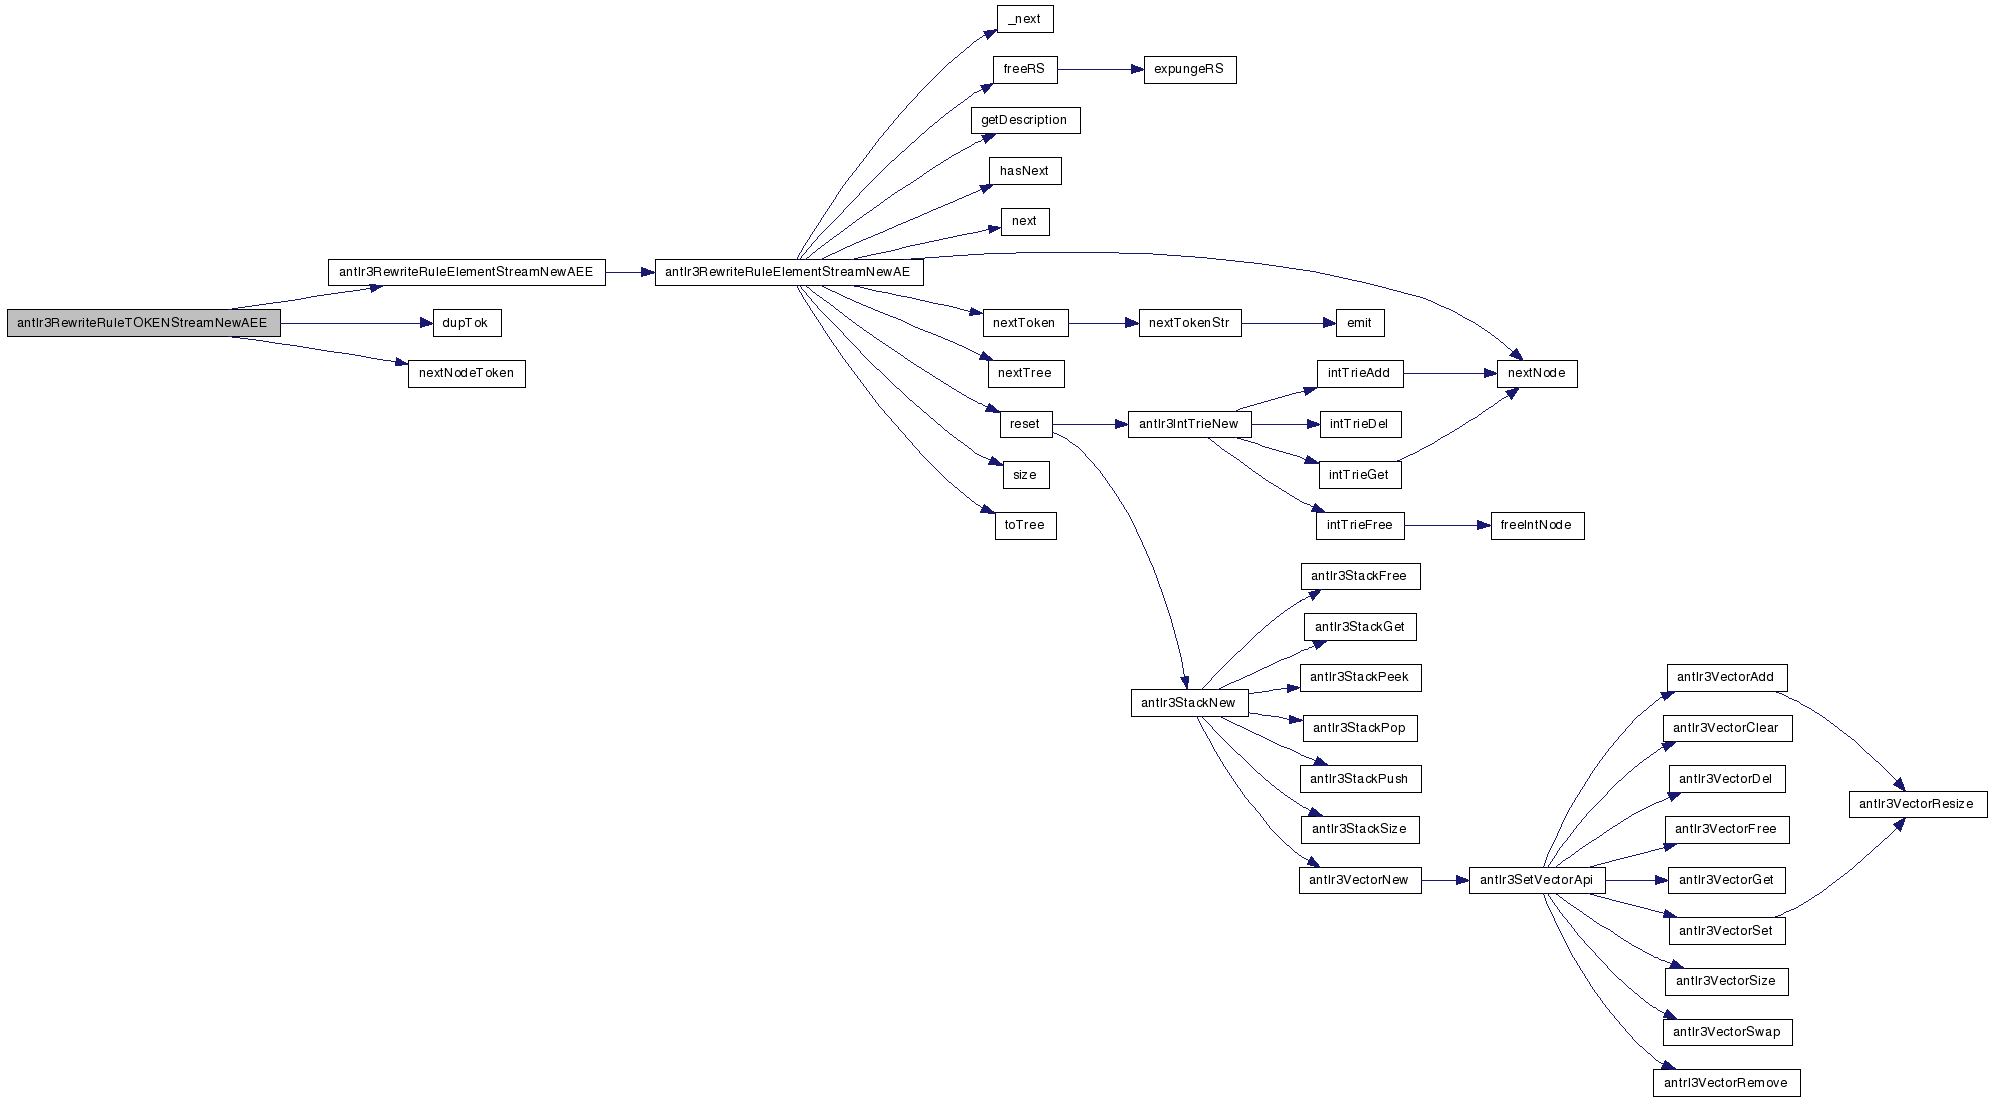 _next
freeRS
expungeRS
getDescription
hasNext
next
antlr3RewriteRuleElementStreamNewAEE
antlr3RewriteRuleElementStreamNewAE
antlr3RewriteRuleTOKENStreamNewAEE
dupTok
nextToken
nextTokenStr
emit
nextNodeToken
nextTree
intTrieAdd
nextNode
reset
antlr3IntTrieNew
intTrieDel
size
intTrieGet
toTree
intTrieFree
freeIntNode
antlr3StackFree
antlr3StackGet
antlr3StackPeek
antlr3VectorAdd
antlr3StackNew
antlr3StackPop
antlr3VectorClear
antlr3StackPush
antlr3VectorDel
antlr3VectorResize
antlr3StackSize
antlr3VectorFree
antlr3VectorNew
antlr3SetVectorApi
antlr3VectorGet
antlr3VectorSet
antlr3VectorSize
antlr3VectorSwap
antrl3VectorRemove